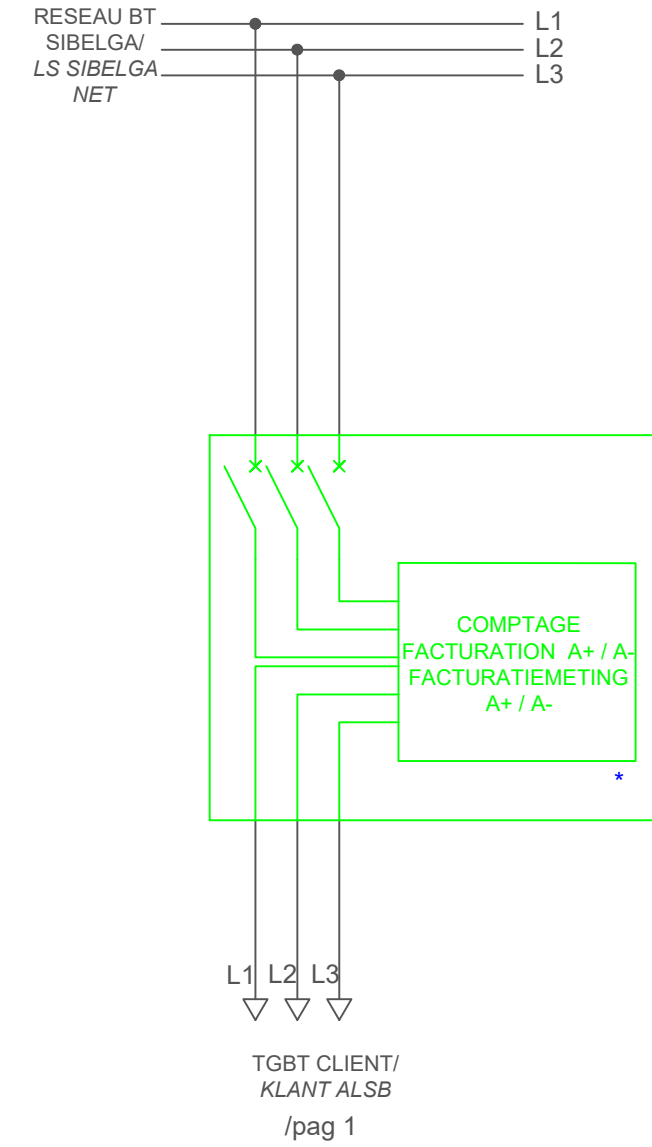 RESEAU BT
SIBELGA/
LS SIBELGA
NET
L1
L2
L3
COMPTAGE
FACTURATION A+ / A-
FACTURATIEMETING
A+ / A-
*
L1 L2 L3
TGBT CLIENT/
KLANT ALSB
/pag 1